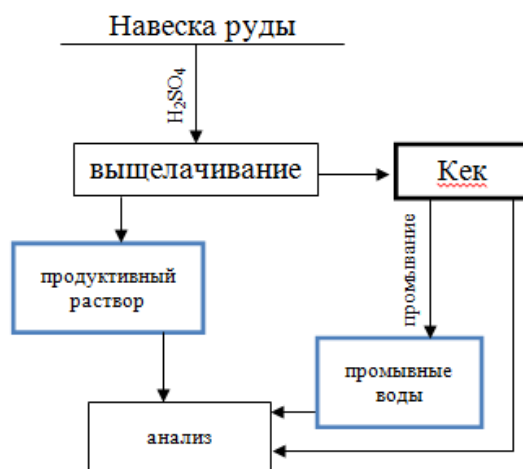 Навеска руды
H₂SO₄
выщелачивание
Кек
продуктивный
раствор
промывание
промывные
воды
анализ